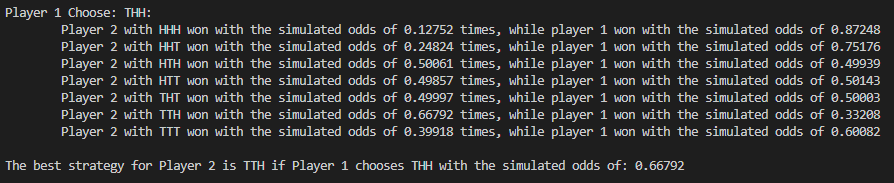 Player 1 Choose: THH:
Player 2 with HHH won with the simulated odds of 0.12752 times, while player 1 won with the simulated odds of 0.87248
Player 2 with HHT won with the simulated odds of 0.24824 times, while player 1 won with the simulated odds of 0.75176
Player 2 with HTH won with the simulated odds of 0.50061 times, while player 1 won with the simulated odds of 0.49939
Player 2 with HTT won with the simulated odds of 0.49857 times, while player 1 won with the simulated odds of 0.50143
Player 2 with THT won with the simulated odds of 0.49997 times, while player 1 won with the simulated odds of 0.50003
Player 2 with TTH won with the simulated odds of 0.66792 times, while player 1 won with the simulated odds of 0.33208
Player 2 with TTT won with the simulated odds of 0.39918 times, while player 1 won with the simulated odds of 0.60082
The best strategy for Player 2 is TTH if Player 1 chooses THH with the simulated odds of: 0.66792